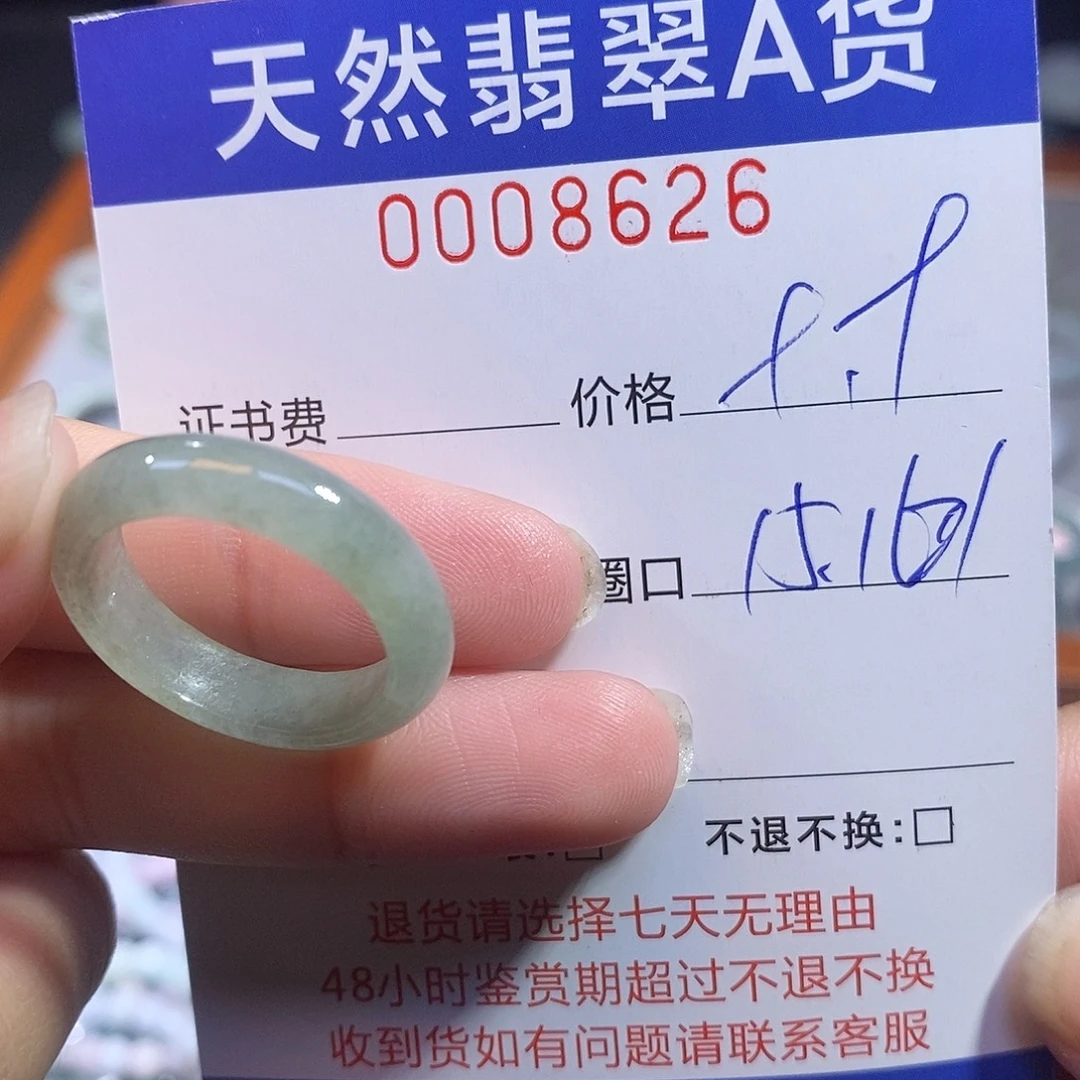 天然翡翠A货
0008626
证书费 价格
圈口
不退不换:□
退货请选择七天无理由
48小时鉴赏期超过不退不换
收到货如有问题请联系客服